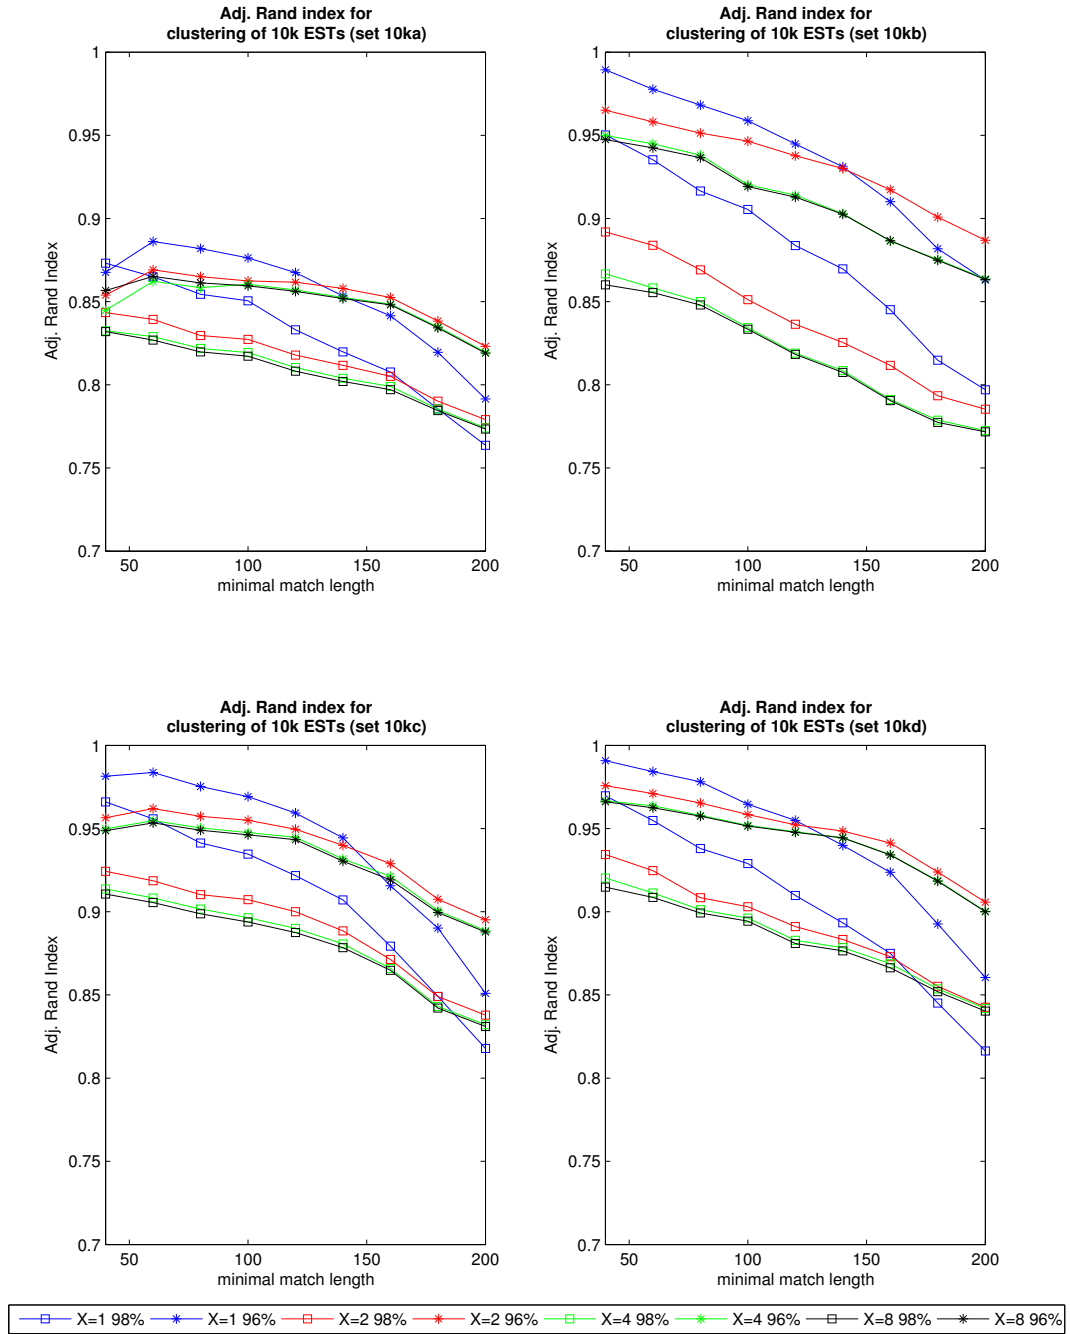 Adj. Rand index for
clustering of 10k ESTs (set 10ka)
1
0.95
0.9
0.85
0.8
0.75
0.7
Adj. Rand Index
50
100
150
200
minimal match length
Adj. Rand index for
clustering of 10k ESTs (set 10kb)
1
0.95
0.9
0.85
0.8
0.75
0.7
Adj. Rand Index
50
100
150
200
minimal match length
Adj. Rand index for
clustering of 10k ESTs (set 10kc)
1
0.95
0.9
0.85
0.8
0.75
0.7
Adj. Rand Index
50
100
150
200
minimal match length
Adj. Rand index for
clustering of 10k ESTs (set 10kd)
1
0.95
0.9
0.85
0.8
0.75
0.7
Adj. Rand Index
50
100
150
200
minimal match length
X=1 98% X=1 96% X=2 98% X=2 96% X=4 98% X=4 96% X=8 98% X=8 96%